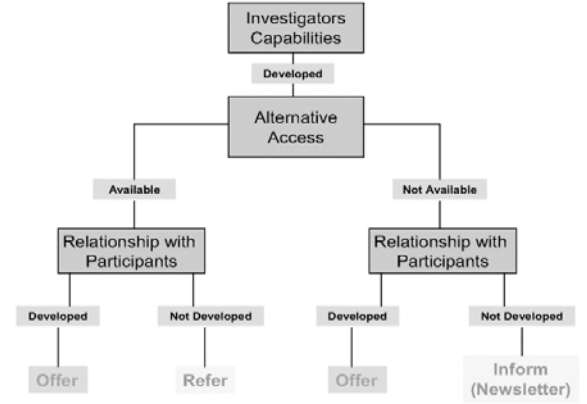 Investigators
Capabilities
Developed
Alternative
Access
Available
Not Available
Relationship with
Participants
Relationship with
Participants
Developed
Not Developed
Developed
Not Developed
Offer
Refer
Offer
Inform
(Newsletter)